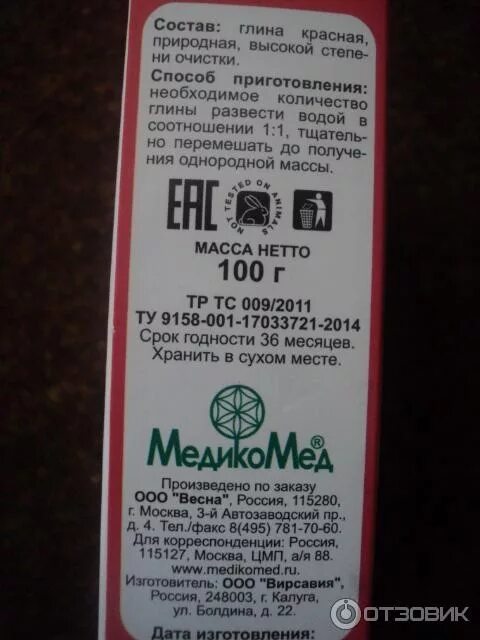 Состав: глина красная,
природная, высокой степе-
ни очистки.
Способ приготовления:
необходимое количество
глины развести водой в
соотношении 1:1, тщатель-
но перемешать до получе-
ния однородной массы.
EAC
NOT TESTED ON ANIMALS
МАССА НЕТТО
100 г
ТР ТС 009/2011
ТУ 9158-001-17033721-2014
Срок годности 36 месяцев.
Хранить в сухом месте.
МедикоМед®
Произведено по заказу
ООО "Весна", Россия, 115280,
г. Москва, 3-й Автозаводский пр.,
д. 4. Тел./факс 8(495) 781-70-60.
Для корреспонденции: Россия,
115127, Москва, ЦМП, а/я 88.
www.medikomed.ru.
Изготовитель: ООО "Вирсавия",
Россия, 248003, г. Калуга,
ул. Болдина, д. 22.
Дата изготовления:
ОТЗОВИК